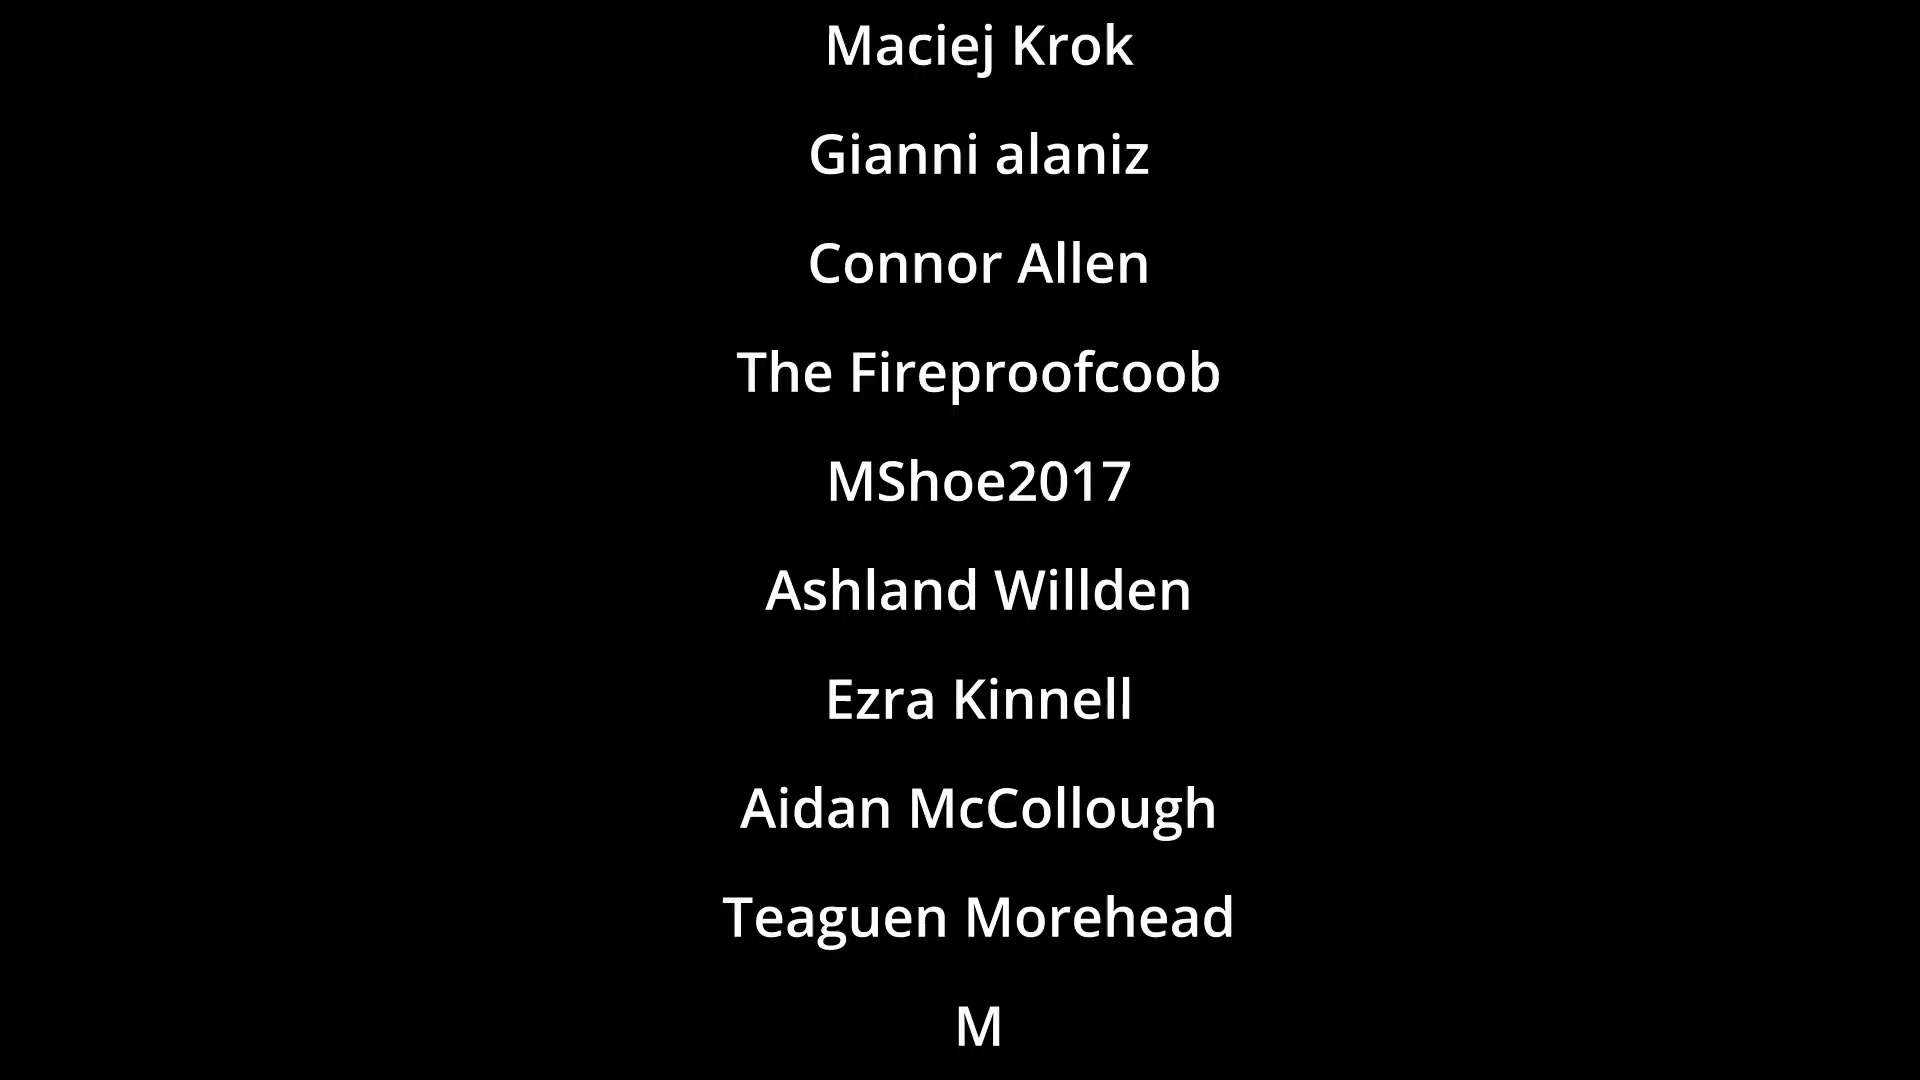 Maciej Krok
Gianni alaniz
Connor Allen
The Fireproofcoob
MShoe2017
Ashland Willden
Ezra Kinnell
Aidan McCollough
Teaguen Morehead
M